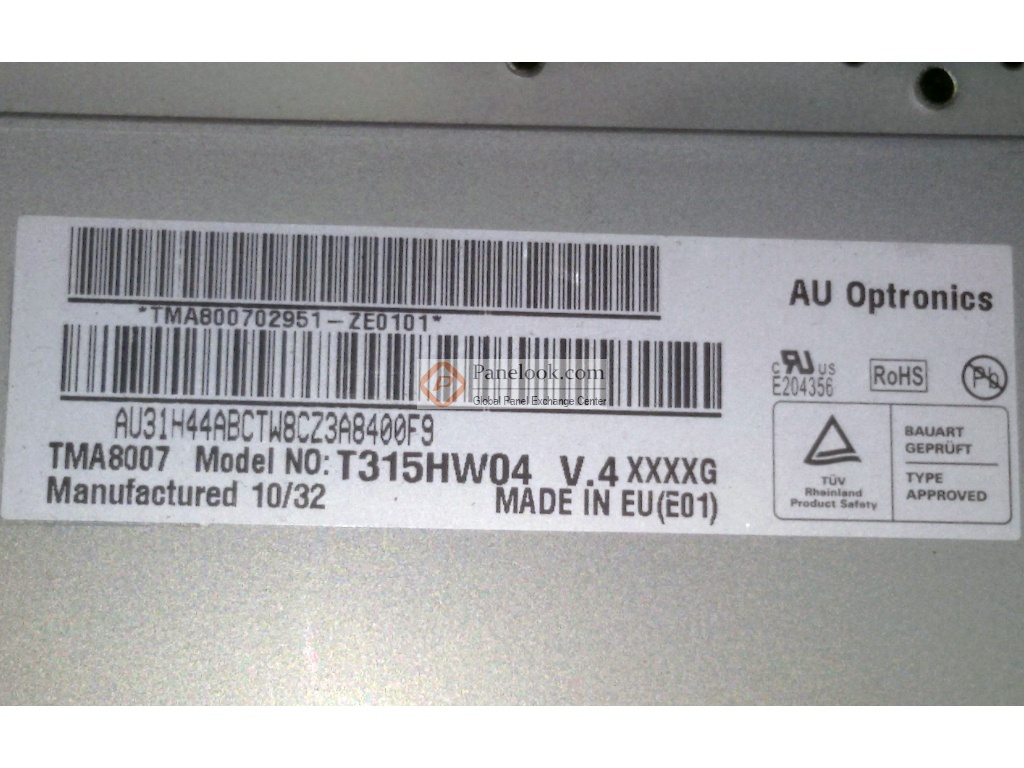 *TMA800702951-ZE0101*
AU31H44ABCTW8CZ3A8400F9
TMA8007 Model NO: T315HW04 V.4 XXXXG
Manufactured 10/32 MADE IN EU(E01)
AU Optronics
c RU US
E204356
RoHS
Pb
TÜV
Rheinland
Product Safety
BAUART
GEPRÜFT
TYPE
APPROVED
P
Panelook.com
Global Panel Exchange Center